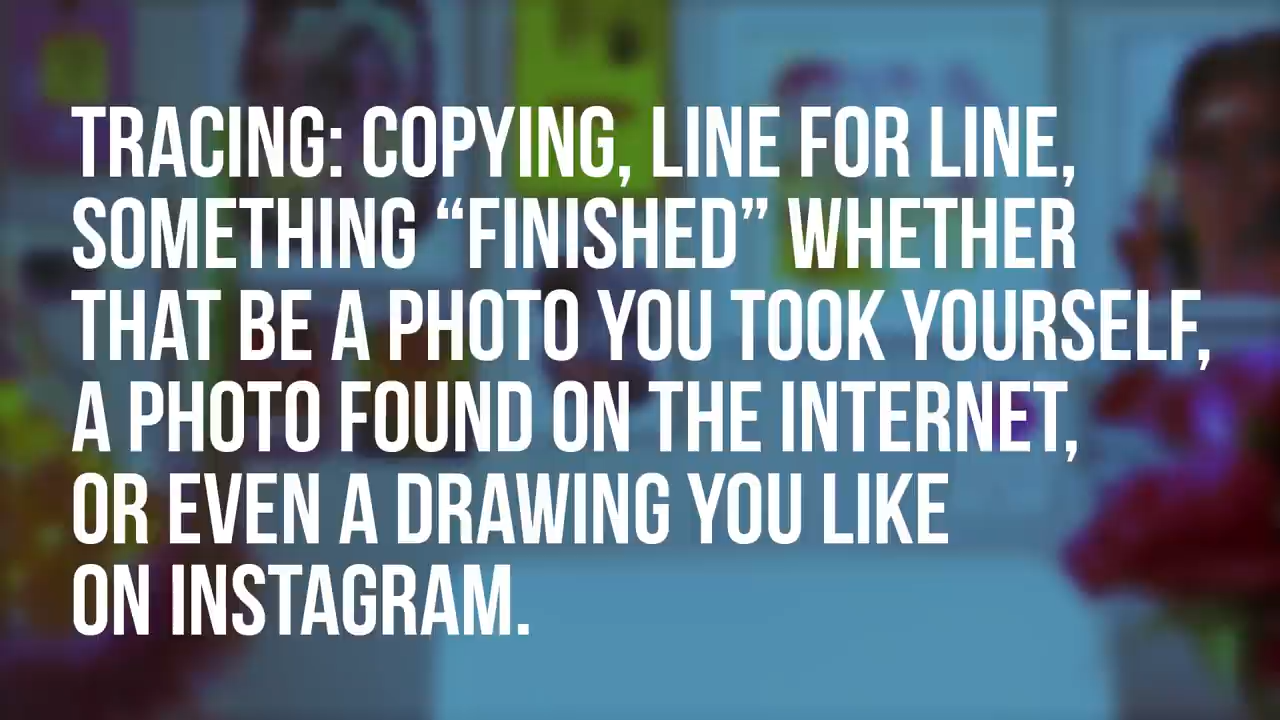 TRACING: COPYING, LINE FOR LINE,
SOMETHING “FINISHED” WHETHER
THAT BE A PHOTO YOU TOOK YOURSELF,
A PHOTO FOUND ON THE INTERNET,
OR EVEN A DRAWING YOU LIKE
ON INSTAGRAM.